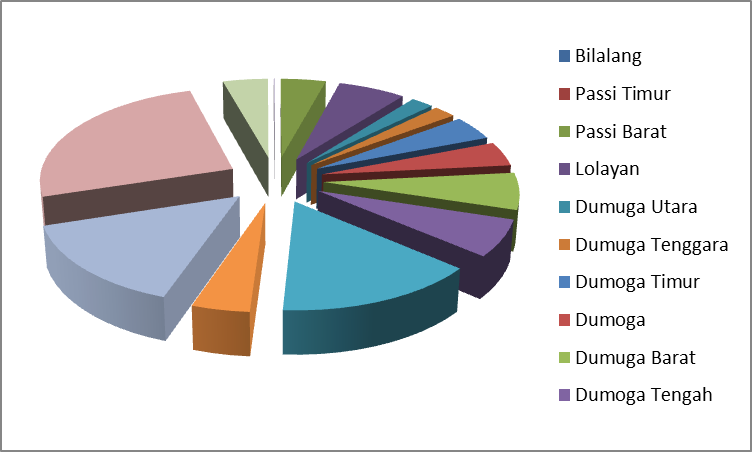 Bilalang
Passi Timur
Passi Barat
Lolayan
Dumuga Utara
Dumuga Tenggara
Dumoga Timur
Dumoga
Dumuga Barat
Dumoga Tengah